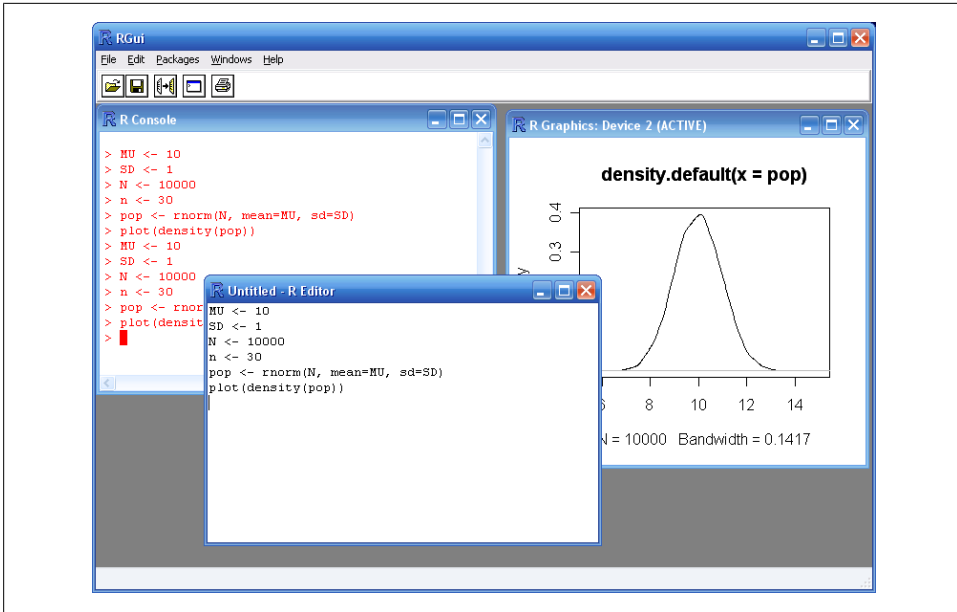 RGui
File Edit Packages Windows Help
R Console
> MU <- 10
> SD <- 1
> N <- 10000
> n <- 30
> pop <- rnorm(N, mean=MU, sd=SD)
> plot(density(pop))
> MU <- 10
> SD <- 1
> N <- 10000
> n <- 30
> pop <- rnor
> plot(densit
>
R Graphics: Device 2 (ACTIVE)
density.default(x = pop)
0.4
0.3
8 10 12 14
N = 10000 Bandwidth = 0.1417
Untitled - R Editor
MU <- 10
SD <- 1
N <- 10000
n <- 30
pop <- rnorm(N, mean=MU, sd=SD)
plot(density(pop))